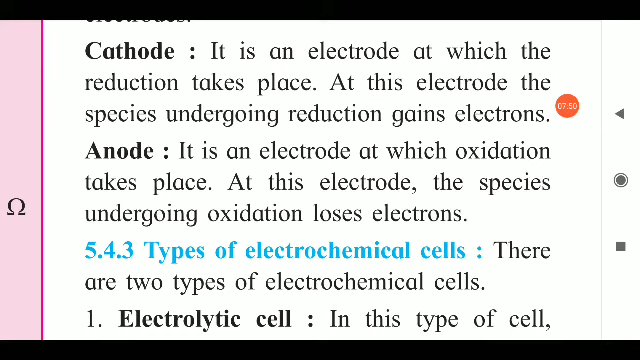 electrodes.
Cathode : It is an electrode at which the
reduction takes place. At this electrode the
species undergoing reduction gains electrons.
07:50
Anode : It is an electrode at which oxidation
takes place. At this electrode, the species
undergoing oxidation loses electrons.
Ω
5.4.3 Types of electrochemical cells : There
are two types of electrochemical cells.
1. Electrolytic cell : In this type of cell,